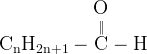 O
‖
CnH2n+1 − C − H